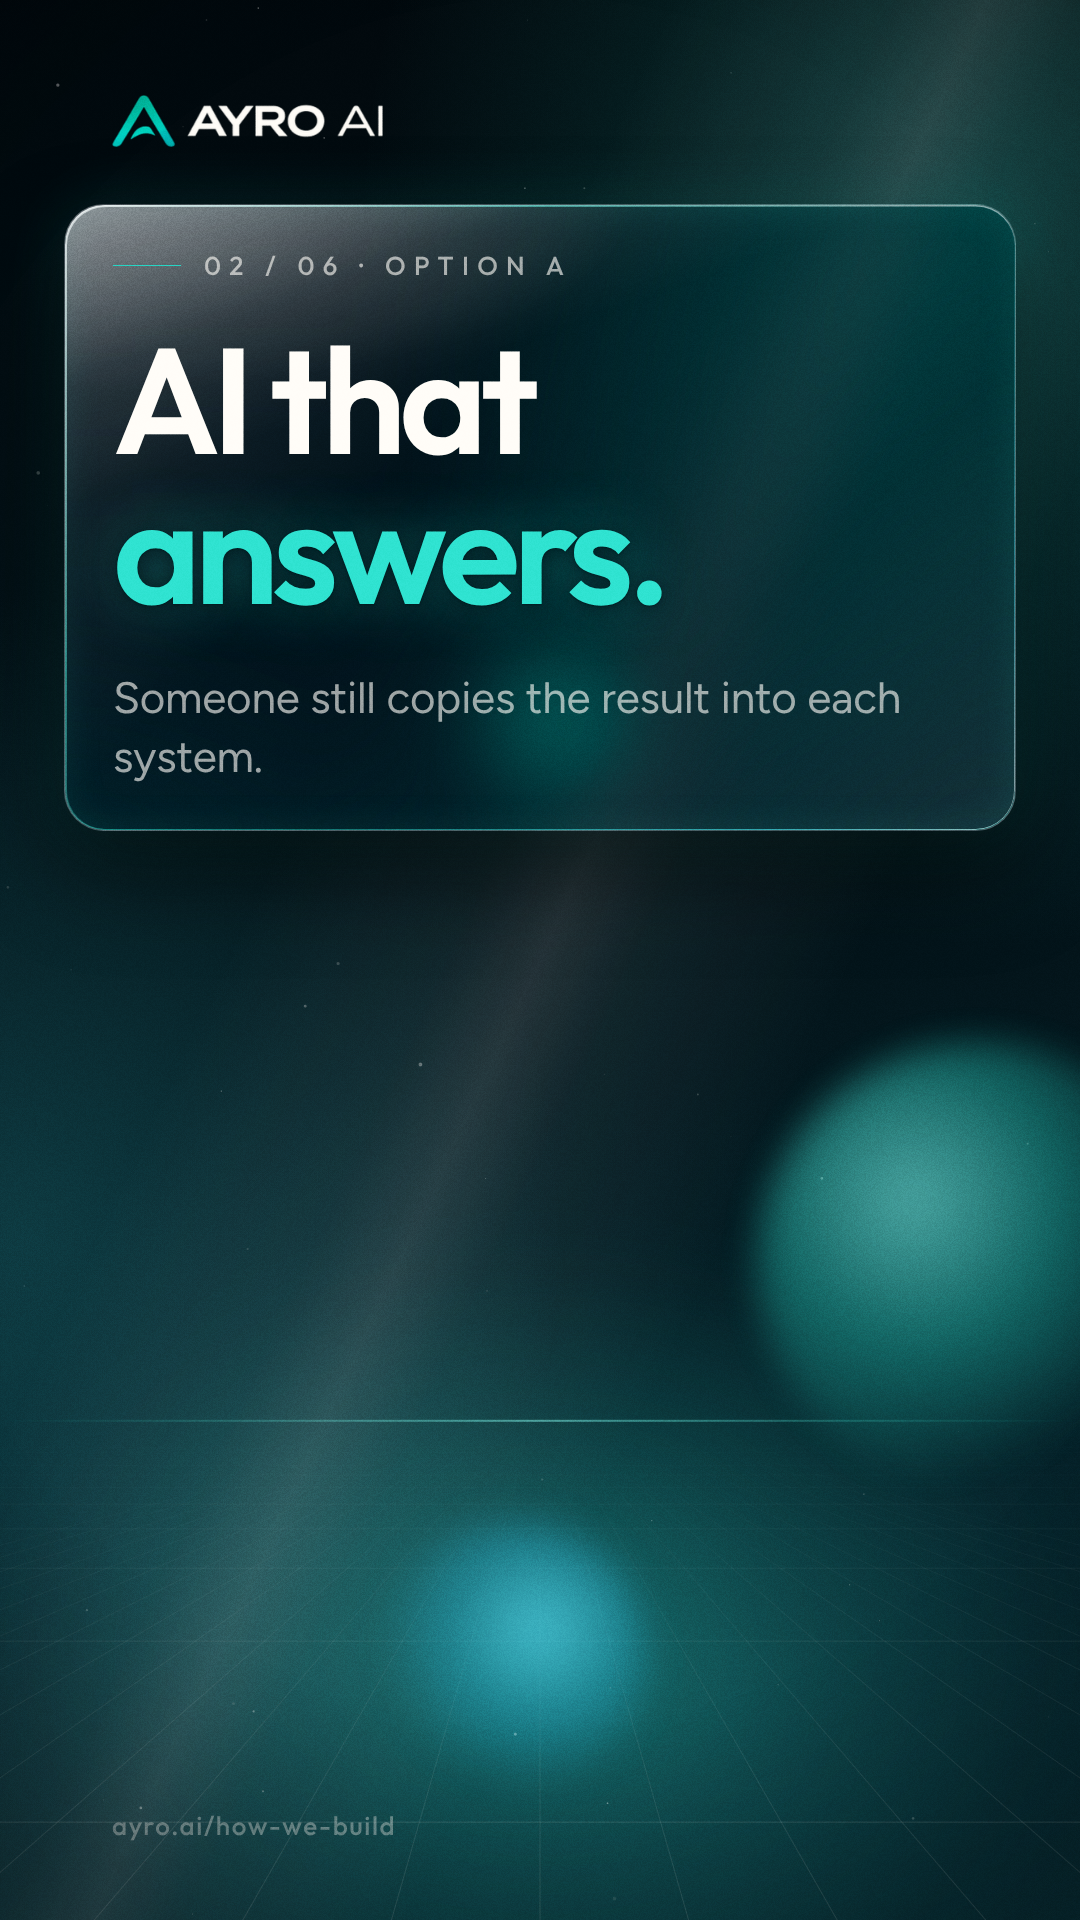 AYRO AI
02 / 06 · OPTION A
AI that
answers.
Someone still copies the result into each
system.
ayro.ai/how-we-build